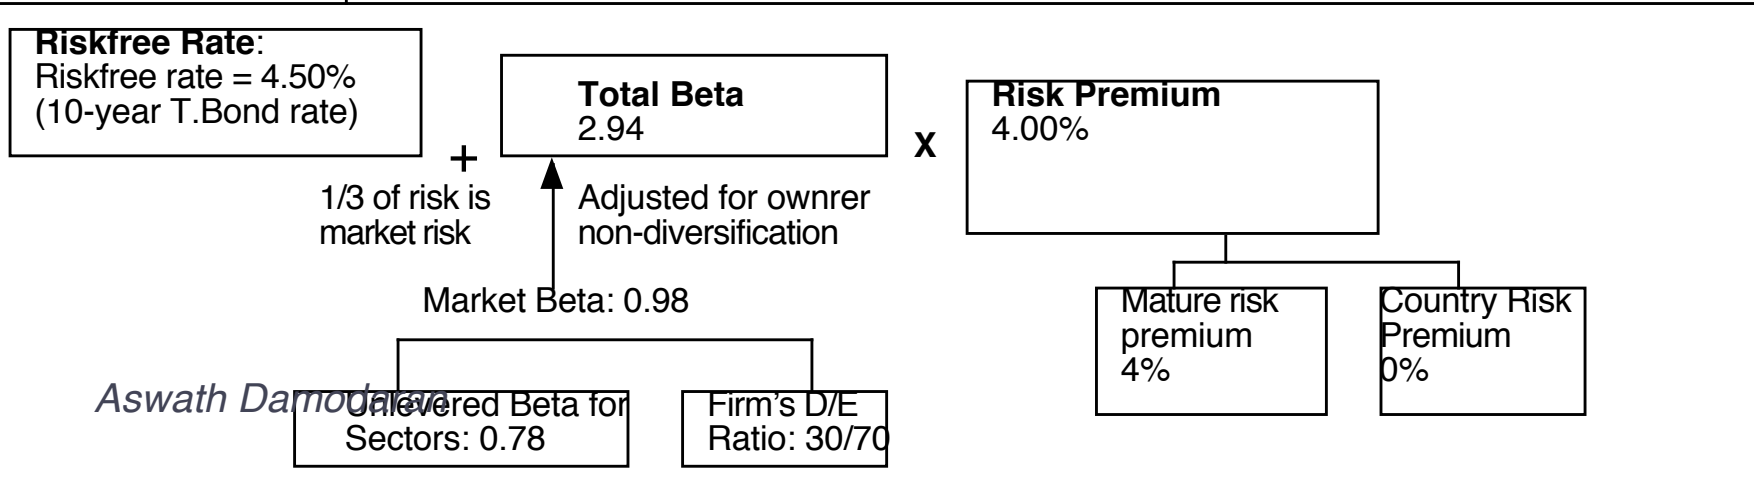 Riskfree Rate:
Riskfree rate = 4.50%
(10-year T.Bond rate)
+
Total Beta
2.94
X
Risk Premium
4.00%
1/3 of risk is
market risk
Adjusted for ownrer
non-diversification
Market Beta: 0.98
Mature risk
premium
4%
Country Risk
Premium
0%
Aswath Damodaran
Unlevered Beta for
Sectors: 0.78
Firm’s D/E
Ratio: 30/70